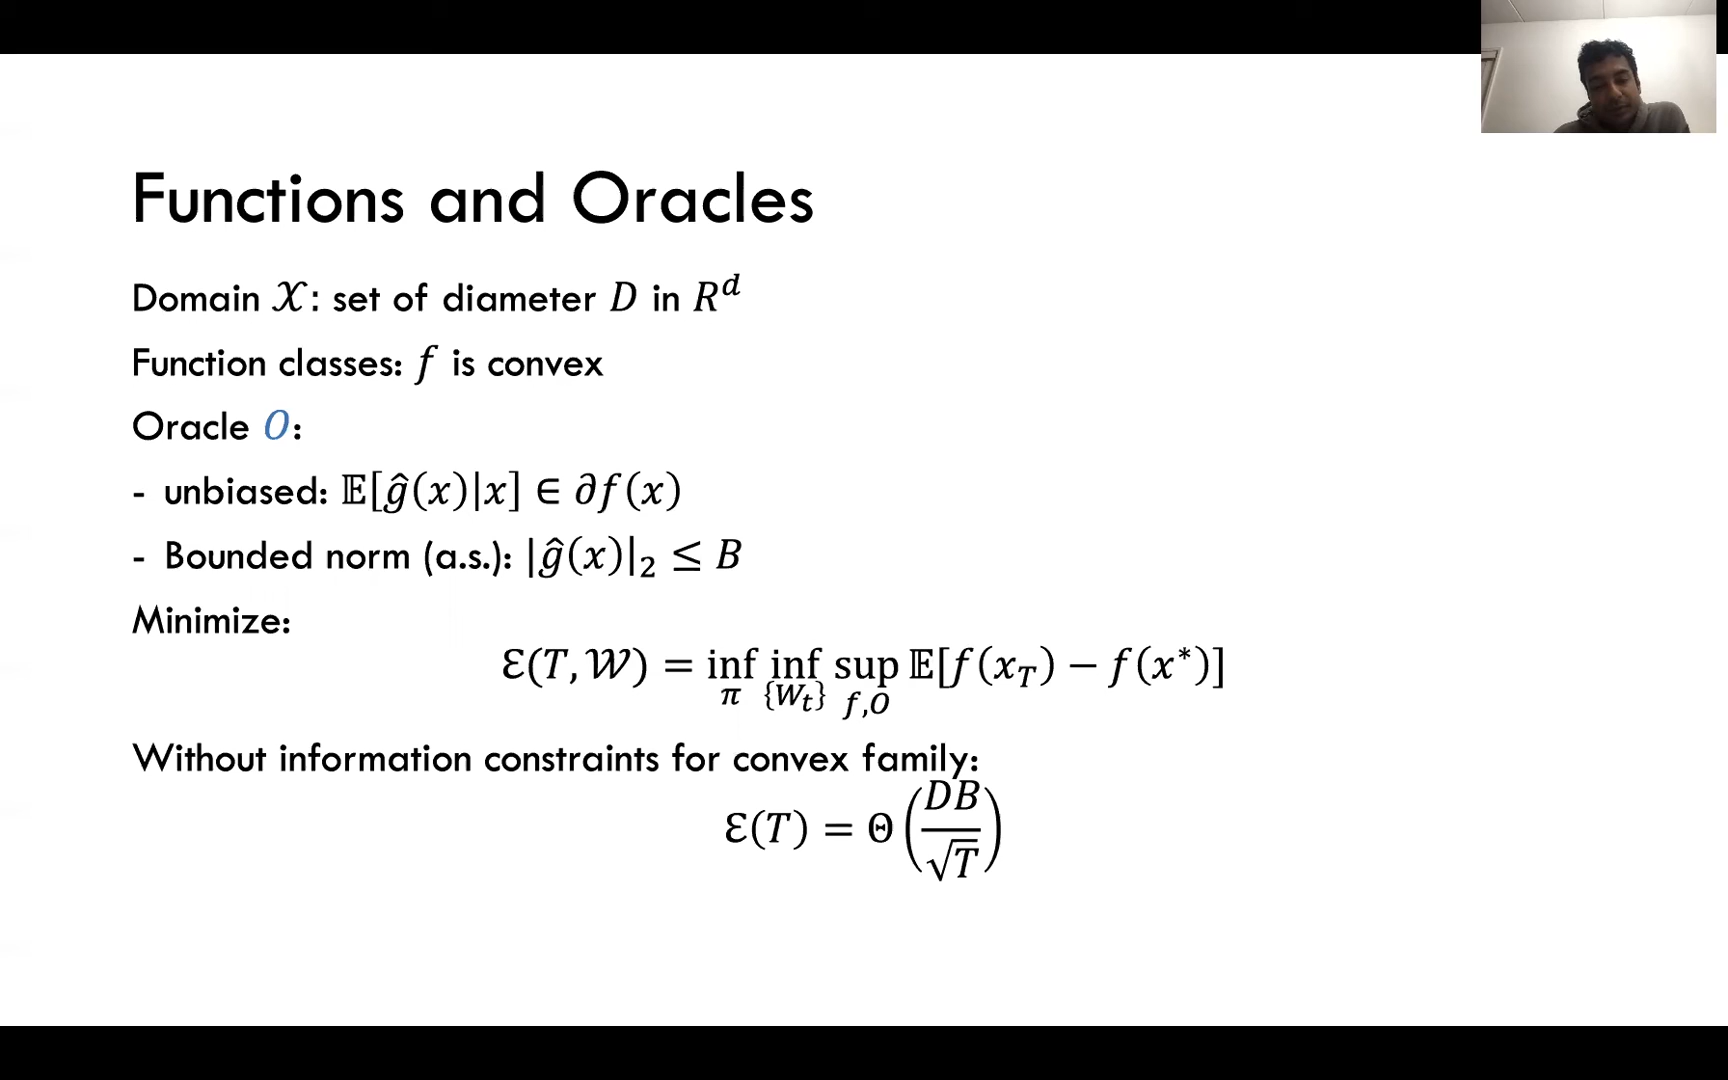 Functions and Oracles
Domain 𝒳: set of diameter D in R^d
Function classes: f is convex
Oracle O:
- unbiased: 𝔼[ĝ(x)|x] ∈ ∂f(x)
- Bounded norm (a.s.): |ĝ(x)|₂ ≤ B
Minimize:
ℇ(T, 𝒲) = inf_π inf_{W_t} sup_{f,O} 𝔼[f(x_T) − f(x*)]
Without information constraints for convex family:
ℇ(T) = Θ(DB/√T)